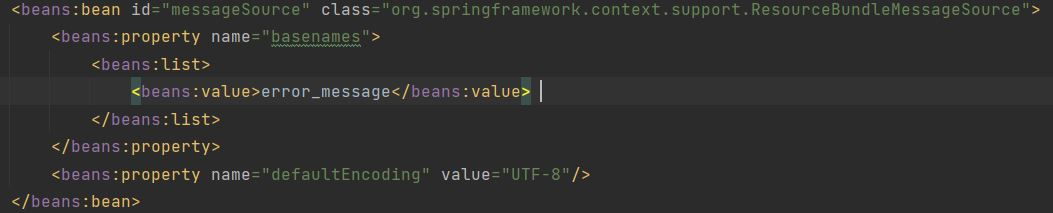 <beans:bean id="messageSource" class="org.springframework.context.support.ResourceBundleMessageSource">
    <beans:property name="basenames">
        <beans:list>
            <beans:value>error_message</beans:value>
        </beans:list>
    </beans:property>
    <beans:property name="defaultEncoding" value="UTF-8"/>
</beans:bean>